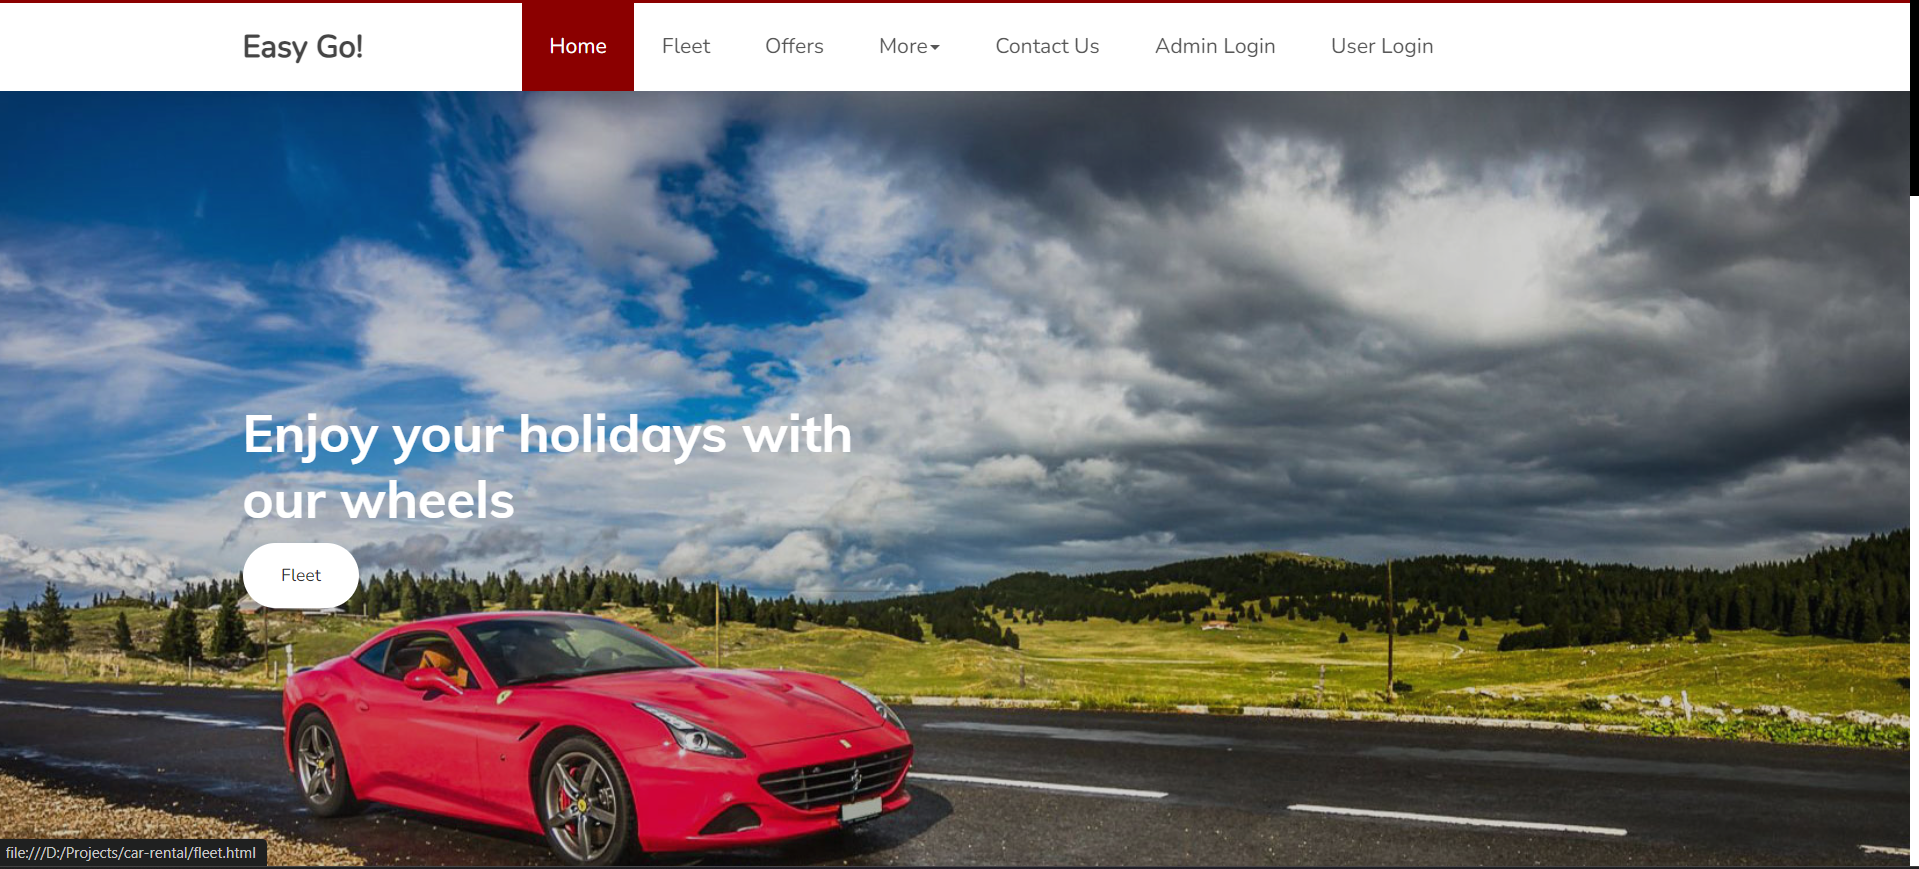 Easy Go!
Home Fleet Offers More Contact Us Admin Login User Login
Enjoy your holidays with
our wheels
Fleet
file:///D:/Projects/car-rental/fleet.html